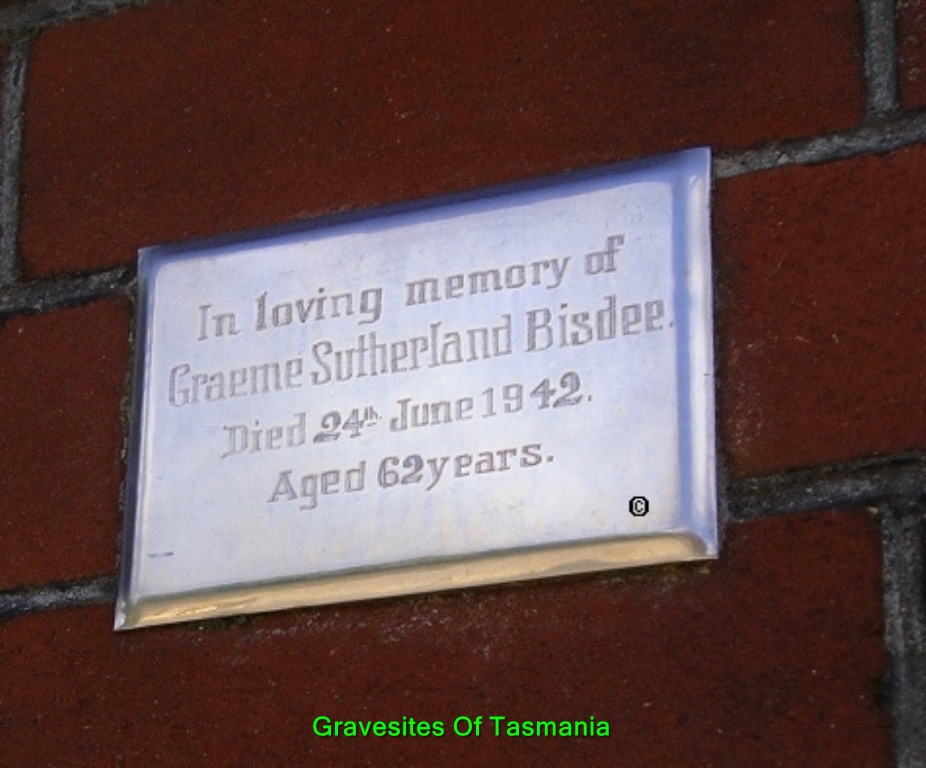 In loving memory of
Graeme Sutherland Bisdee.
Died 24th. June 1942.
Aged 62 years.
©
Gravesites Of Tasmania